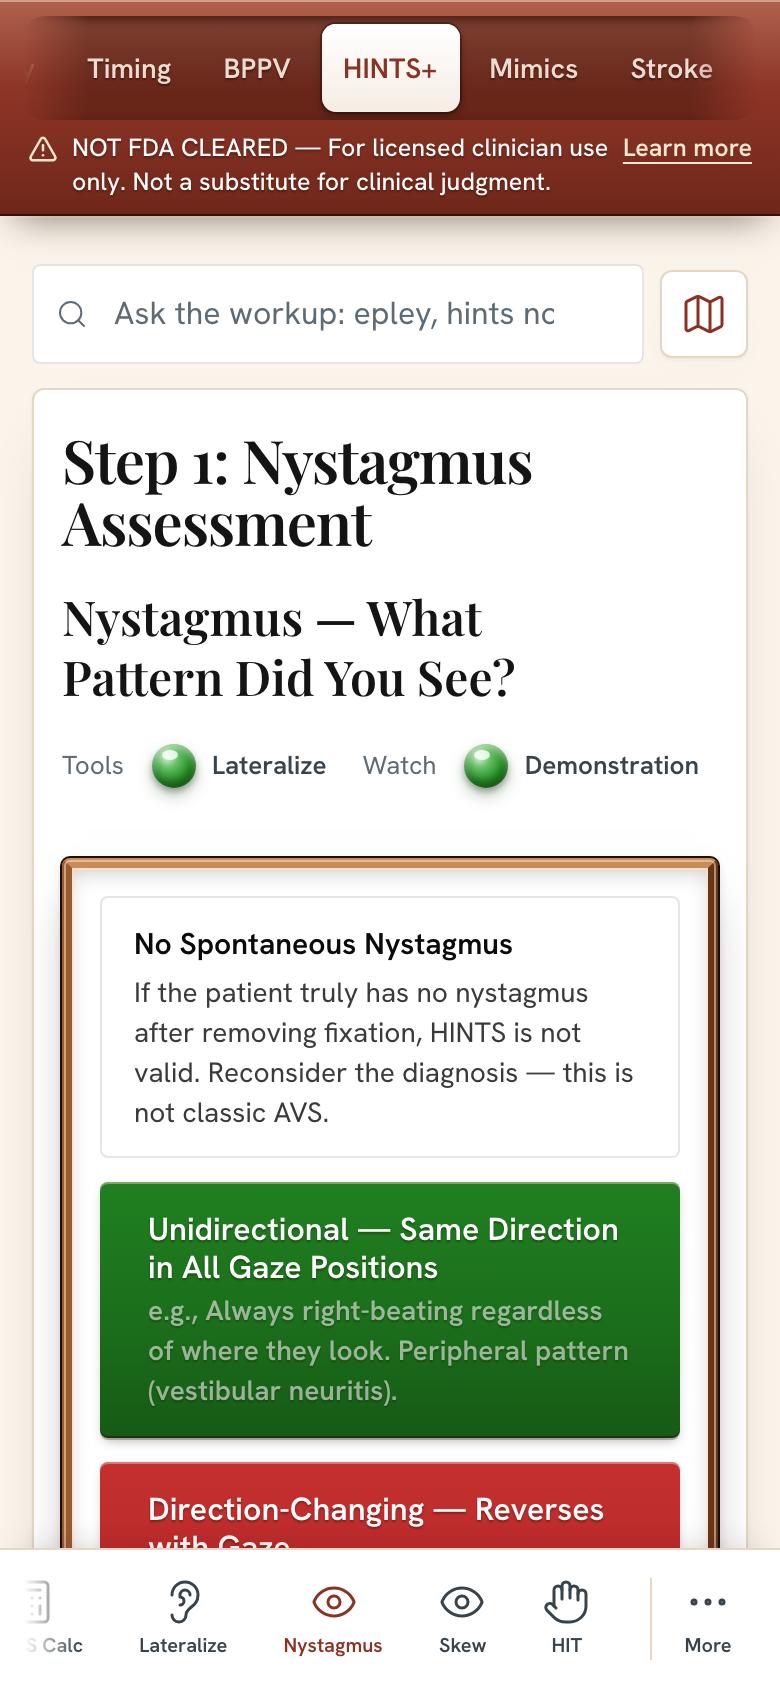 Timing BPPV HINTS+ Mimics Stroke
NOT FDA CLEARED — For licensed clinician use Learn more
only. Not a substitute for clinical judgment.
Ask the workup: epley, hints no
Step 1: Nystagmus
Assessment
Nystagmus — What
Pattern Did You See?
Tools Lateralize Watch Demonstration
No Spontaneous Nystagmus
If the patient truly has no nystagmus
after removing fixation, HINTS is not
valid. Reconsider the diagnosis — this is
not classic AVS.
Unidirectional — Same Direction
in All Gaze Positions
e.g., Always right-beating regardless
of where they look. Peripheral pattern
(vestibular neuritis).
Direction-Changing — Reverses
with Gaze
S Calc Lateralize Nystagmus Skew HIT More